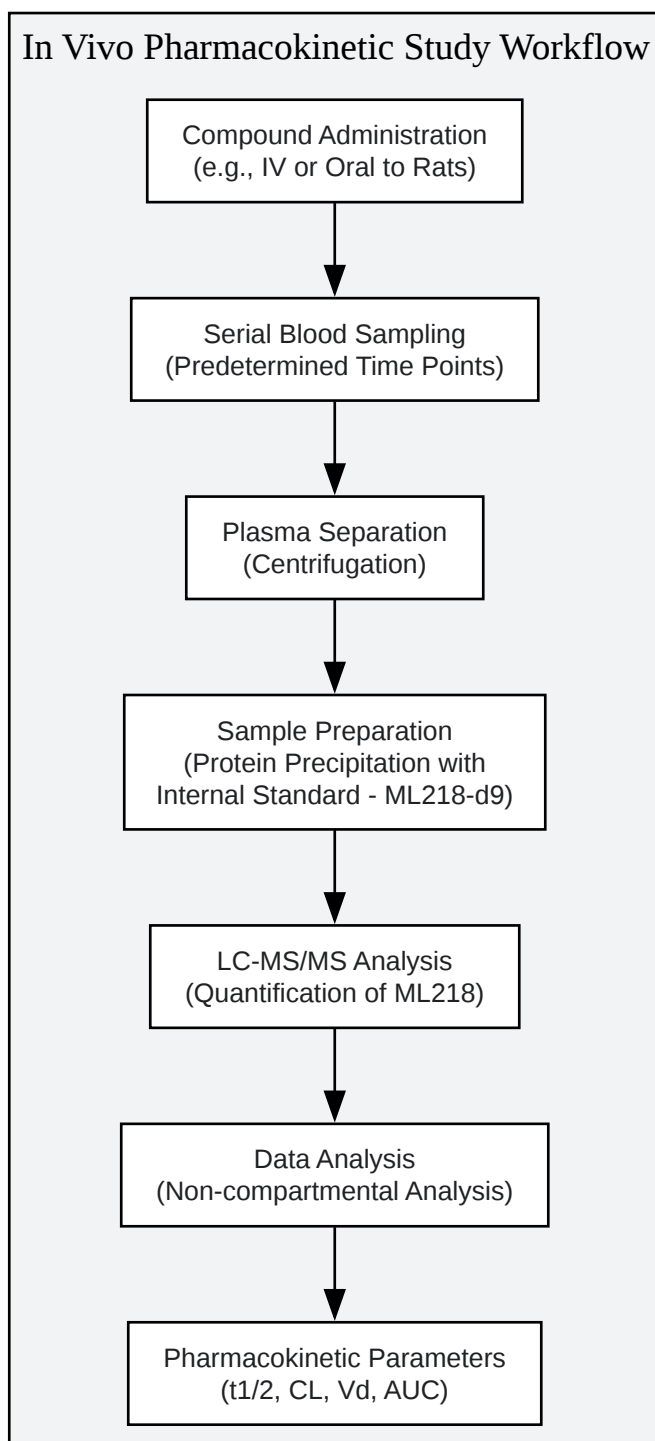 In Vivo Pharmacokinetic Study Workflow
Compound Administration
(e.g., IV or Oral to Rats)
Serial Blood Sampling
(Predetermined Time Points)
Plasma Separation
(Centrifugation)
Sample Preparation
(Protein Precipitation with
Internal Standard - ML218-d9)
LC-MS/MS Analysis
(Quantification of ML218)
Data Analysis
(Non-compartmental Analysis)
Pharmacokinetic Parameters
(t1/2, CL, Vd, AUC)